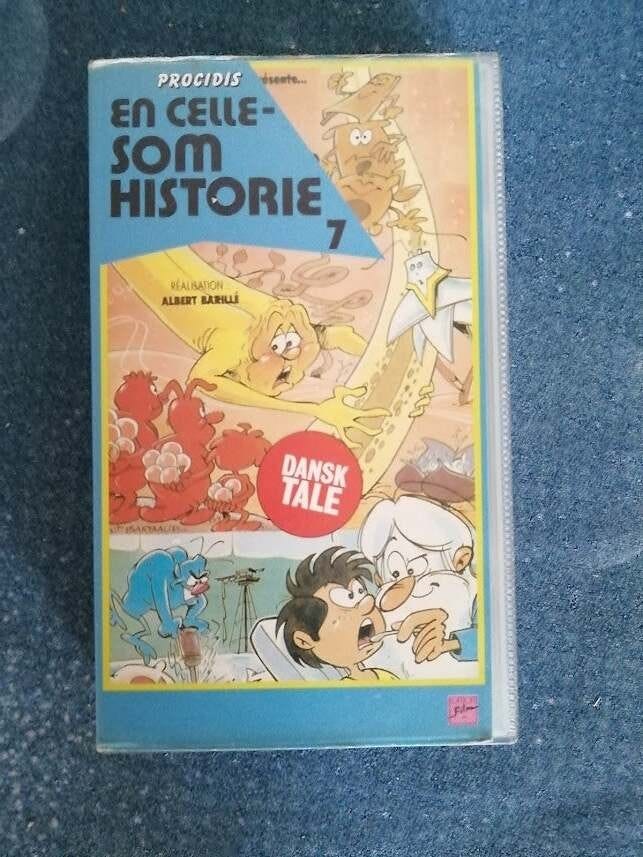 PROCIDIS
EN CELLE-
SOM
HISTORIE
7
RÉALISATION
ALBERT BARILLÉ
DANSK
TALE